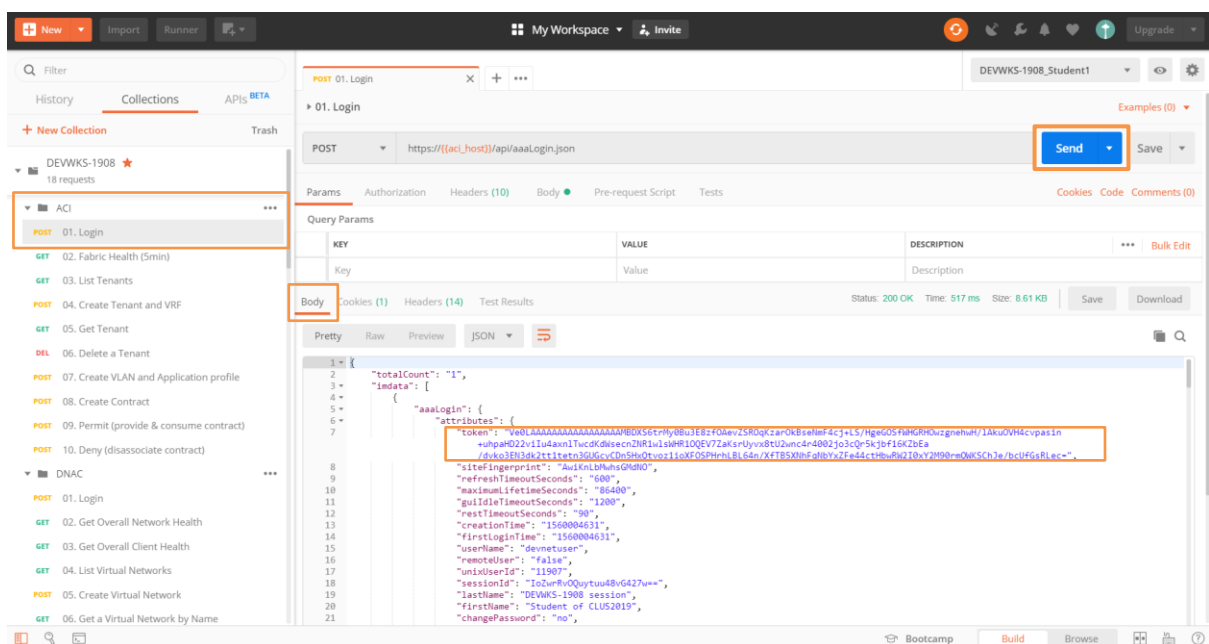 New Import Runner My Workspace Invite Upgrade
Filter
History Collections APIs BETA
+ New Collection Trash
DEVWKS-1908
18 requests
ACI
POST 01. Login
GET 02. Fabric Health (5min)
GET 03. List Tenants
POST 04. Create Tenant and VRF
GET 05. Get Tenant
DEL 06. Delete a Tenant
POST 07. Create VLAN and Application profile
POST 08. Create Contract
POST 09. Permit (provide & consume contract)
POST 10. Deny (disassociate contract)
DNAC
POST 01. Login
GET 02. Get Overall Network Health
GET 03. Get Overall Client Health
GET 04. List Virtual Networks
POST 05. Create Virtual Network
GET 06. Get a Virtual Network by Name
POST 01. Login DEVWKS-1908_Student1
01. Login Examples (0)
POST https://{{aci_host}}/api/aaaLogin.json Send Save
Params Authorization Headers (10) Body Pre-request Script Tests Cookies Code Comments (0)
Query Params
KEY VALUE DESCRIPTION Bulk Edit
Key Value Description
Body Cookies (1) Headers (14) Test Results Status: 200 OK Time: 517 ms Size: 8.61 KB Save Download
Pretty Raw Preview JSON
1 {
2 "totalCount": "1",
3 "imdata": [
4 {
5 "aaaLogin": {
6 "attributes": {
7 "token":
8 "siteFingerprint": "AwiKnLbMwhsGMdNO",
9 "refreshTimeoutSeconds": "600",
10 "maximumLifetimeSeconds": "86400",
11 "guiIdleTimeoutSeconds": "1200",
12 "restTimeoutSeconds": "90",
13 "creationTime": "1560004631",
14 "firstLoginTime": "1560004631",
15 "userName": "devnetuser",
16 "remoteUser": "false",
17 "unixUserId": "11907",
18 "sessionId": "IoZwrRvOQuytuu48vG427w==",
19 "lastName": "DEVWKS-1908 session",
20 "firstName": "Student of CLUS2019",
21 "changePassword": "no",
Bootcamp Build Browse